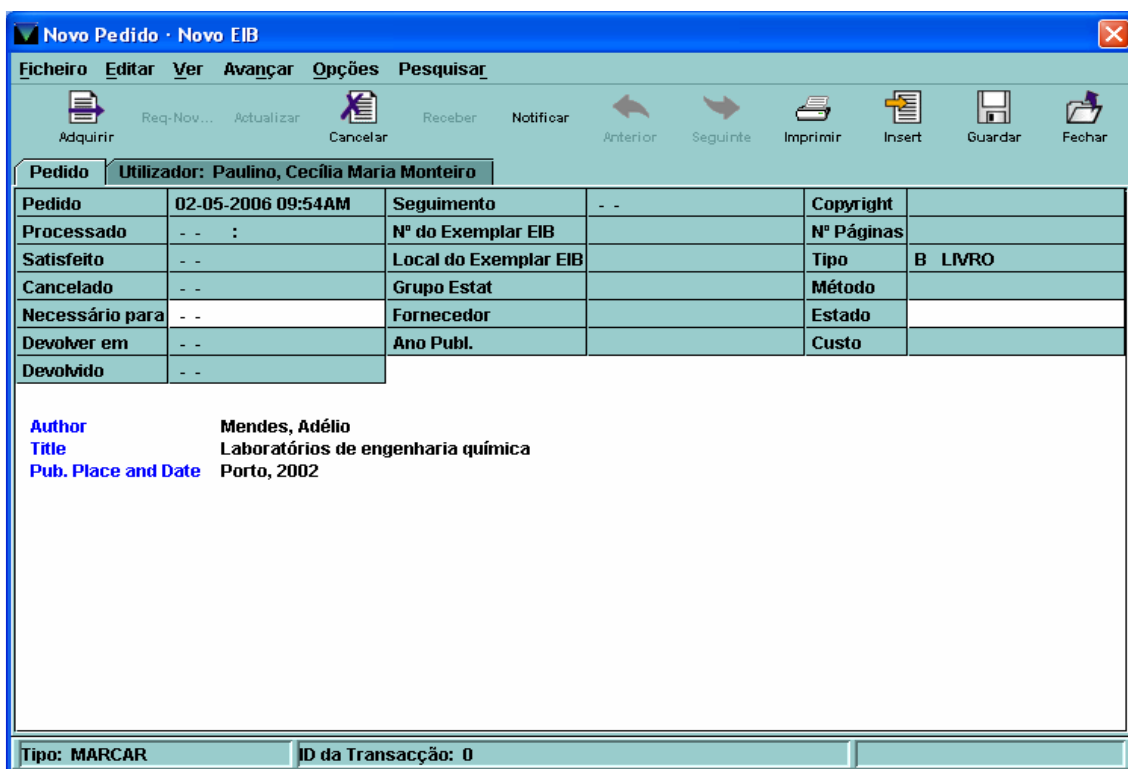 Novo Pedido · Novo EIB
Ficheiro Editar Ver Avançar Opções Pesquisar
Adquirir Req-Nov... Actualizar Cancelar Receber Notificar Anterior Seguinte Imprimir Insert Guardar Fechar
Pedido Utilizador: Paulino, Cecília Maria Monteiro
Pedido 02-05-2006 09:54AM Seguimento - - Copyright
Processado - - : Nº do Exemplar EIB Nº Páginas
Satisfeito - - Local do Exemplar EIB Tipo B LIVRO
Cancelado - - Grupo Estat Método
Necessário para - - Fornecedor Estado
Devolver em - - Ano Publ. Custo
Devolvido - -
Author Mendes, Adélio
Title Laboratórios de engenharia química
Pub. Place and Date Porto, 2002
Tipo: MARCAR ID da Transacção: 0